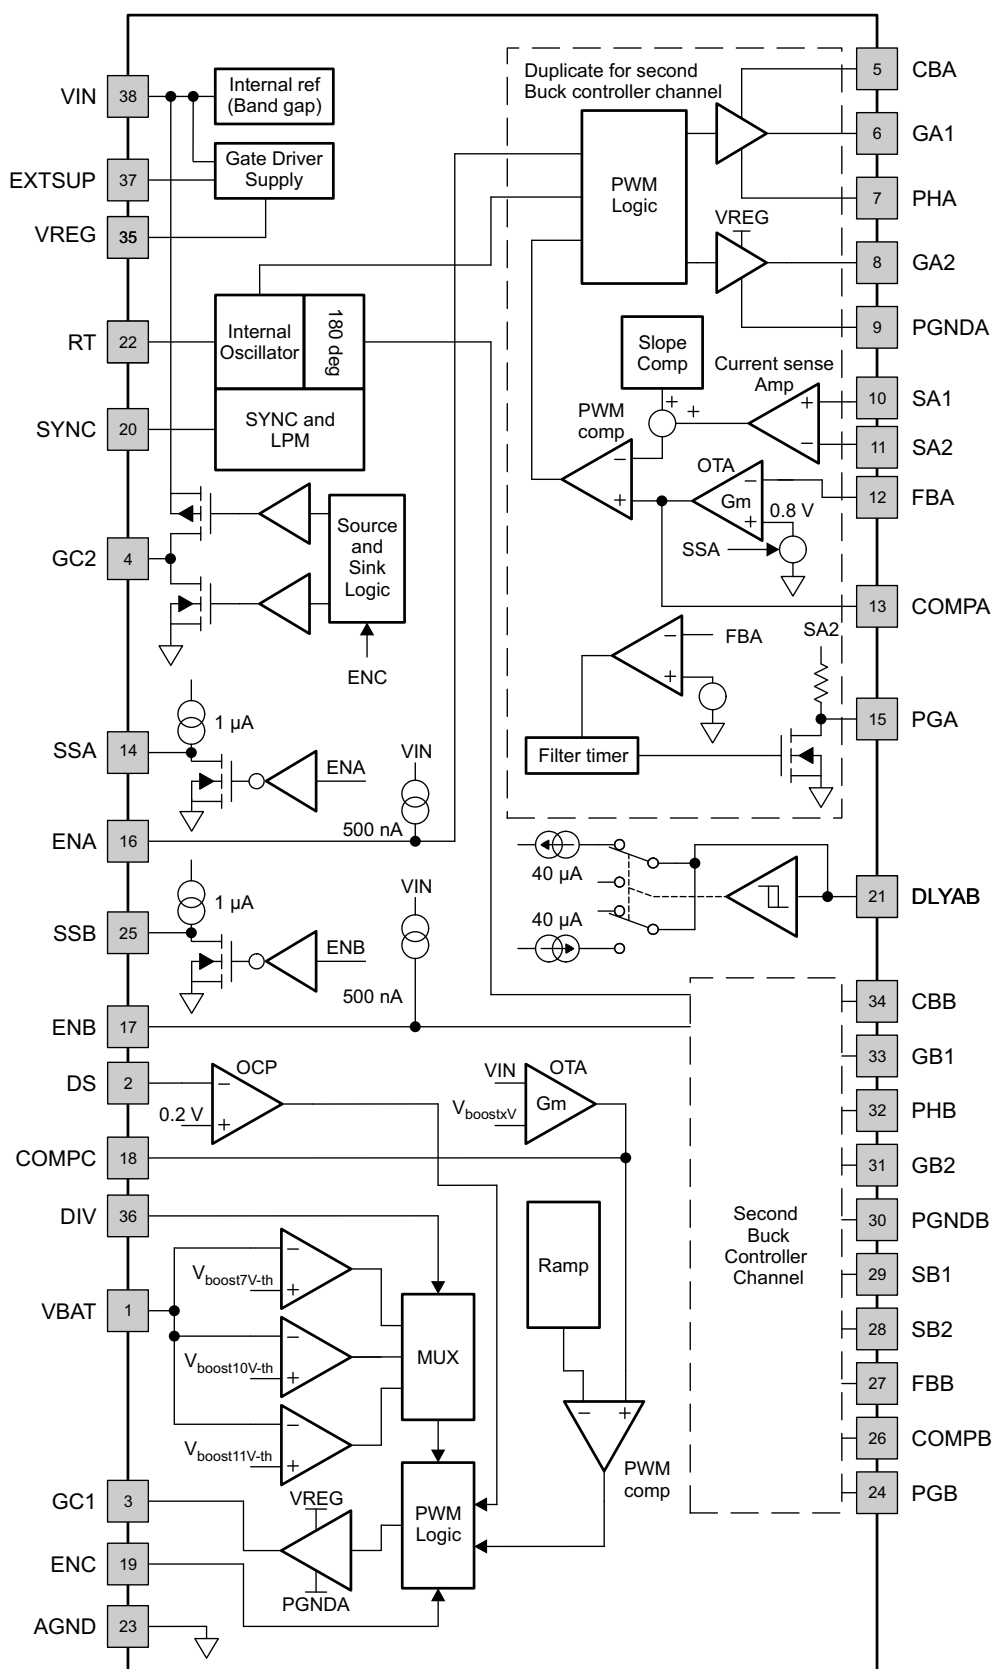 VIN
38
Internal ref
(Band gap)
EXTSUP
37
Gate Driver
Supply
VREG
35
RT
22
Internal
Oscillator
180 deg
SYNC
20
SYNC and
LPM
GC2
4
Source
and
Sink
Logic
ENC
1 µA
SSA
14
ENA
VIN
500 nA
ENA
16
1 µA
SSB
25
ENB
VIN
500 nA
ENB
17
DS
2
OCP
−
+
0.2 V
VIN
V boostxV
OTA
Gm
COMPC
18
DIV
36
VBAT
1
−
+
V boost7V-th
−
+
V boost10V-th
−
+
V boost11V-th
MUX
Ramp
−
+
PWM
comp
GC1
3
VREG
PGNDA
PWM
Logic
ENC
19
AGND
23
Duplicate for second
Buck controller channel
PWM
Logic
VREG
Slope
Comp
+
+
Current sense
Amp
+
−
PWM
comp
−
+
OTA
Gm
−
+
0.8 V
SSA
FBA
−
+
SA2
Filter timer
40 µA
40 µA
5
CBA
6
GA1
7
PHA
8
GA2
9
PGNDA
10
SA1
11
SA2
12
FBA
13
COMPA
15
PGA
21
DLYAB
Second
Buck
Controller
Channel
34
CBB
33
GB1
32
PHB
31
GB2
30
PGNDB
29
SB1
28
SB2
27
FBB
26
COMPB
24
PGB